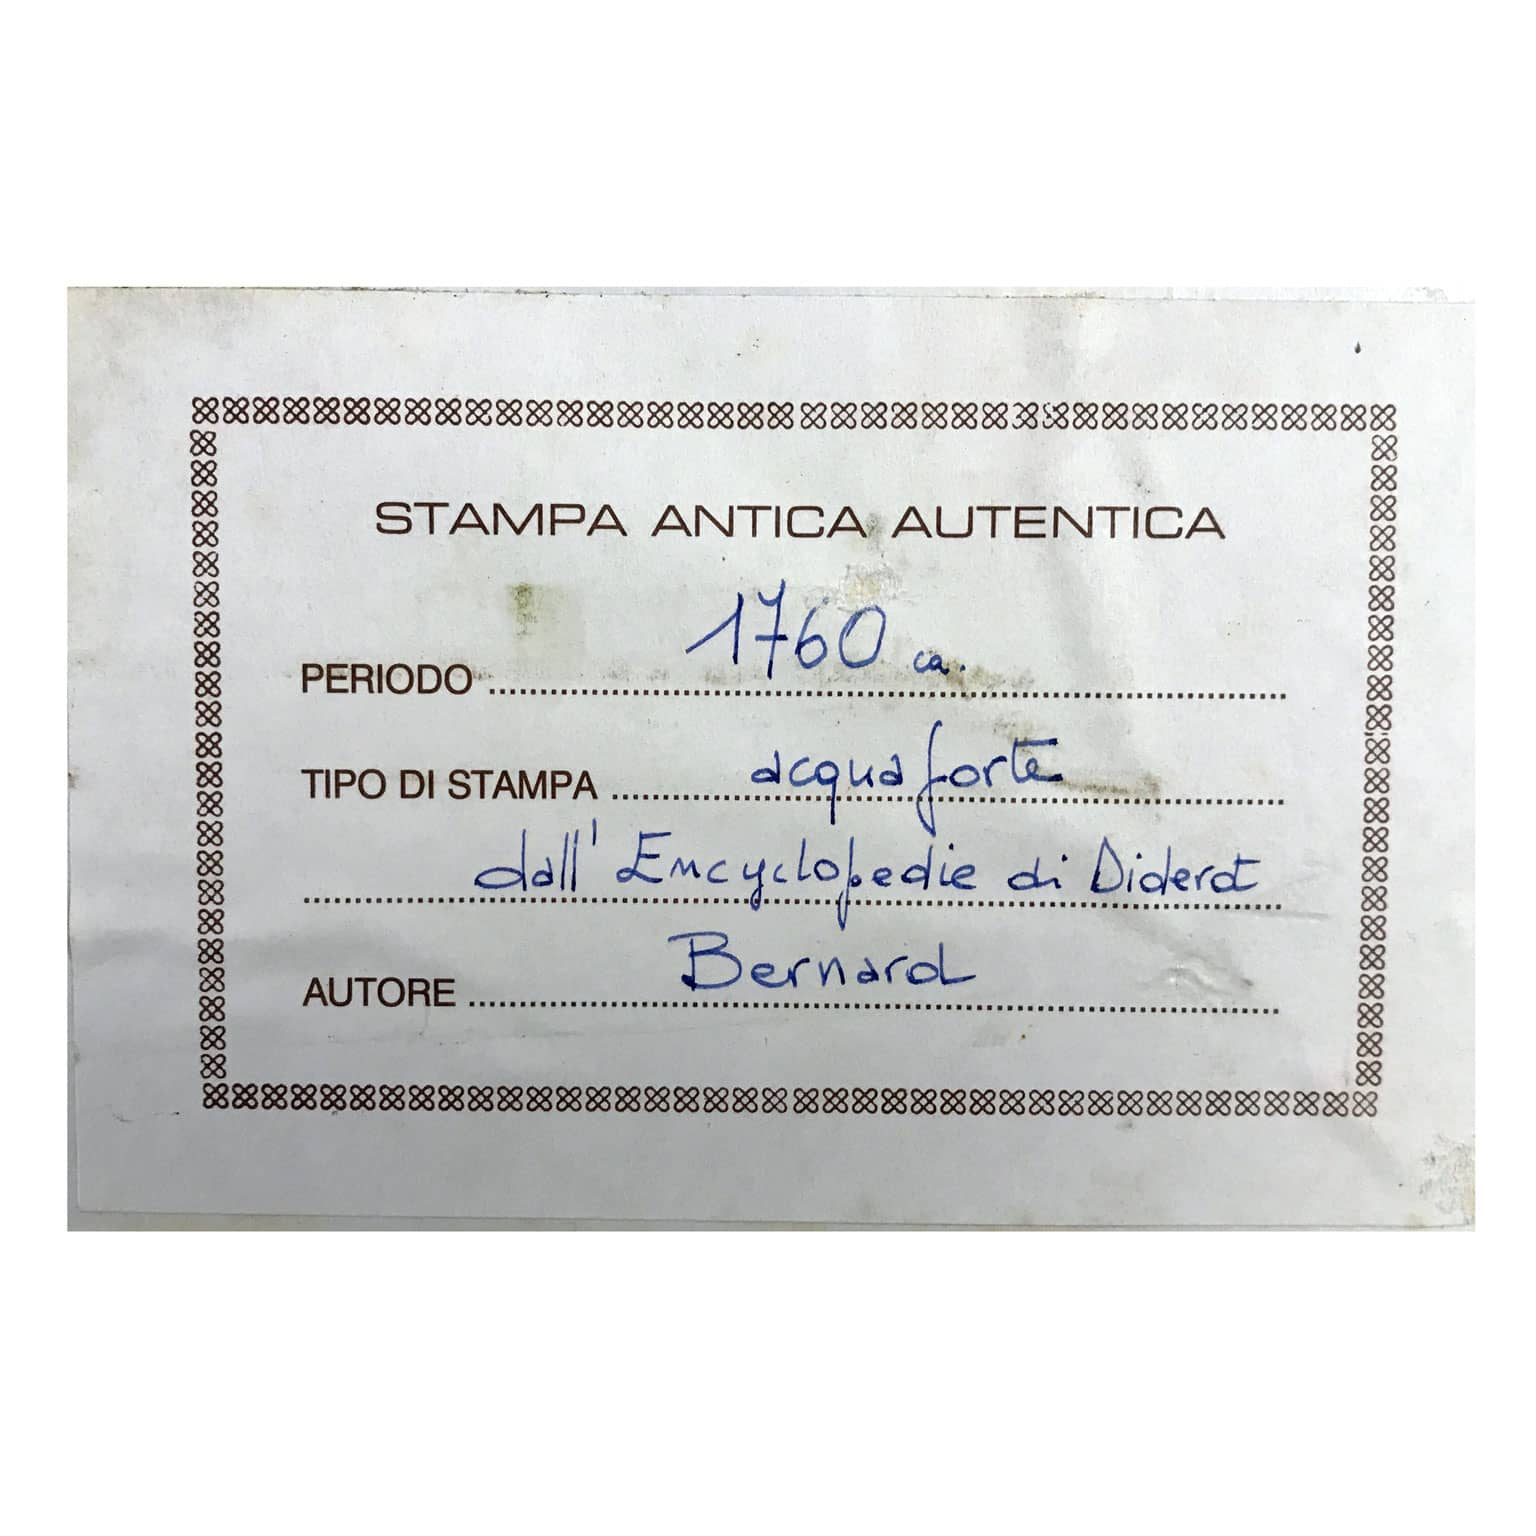 STAMPA ANTICA AUTENTICA
PERIODO 1760 ca.
TIPO DI STAMPA acquaforte
dall'Encyclopedie di Diderot
AUTORE Bernard